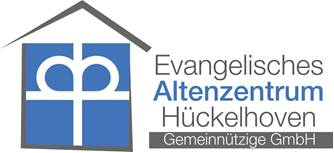 Evangelisches
Altenzentrum
Hückelhoven
Gemeinnützige GmbH